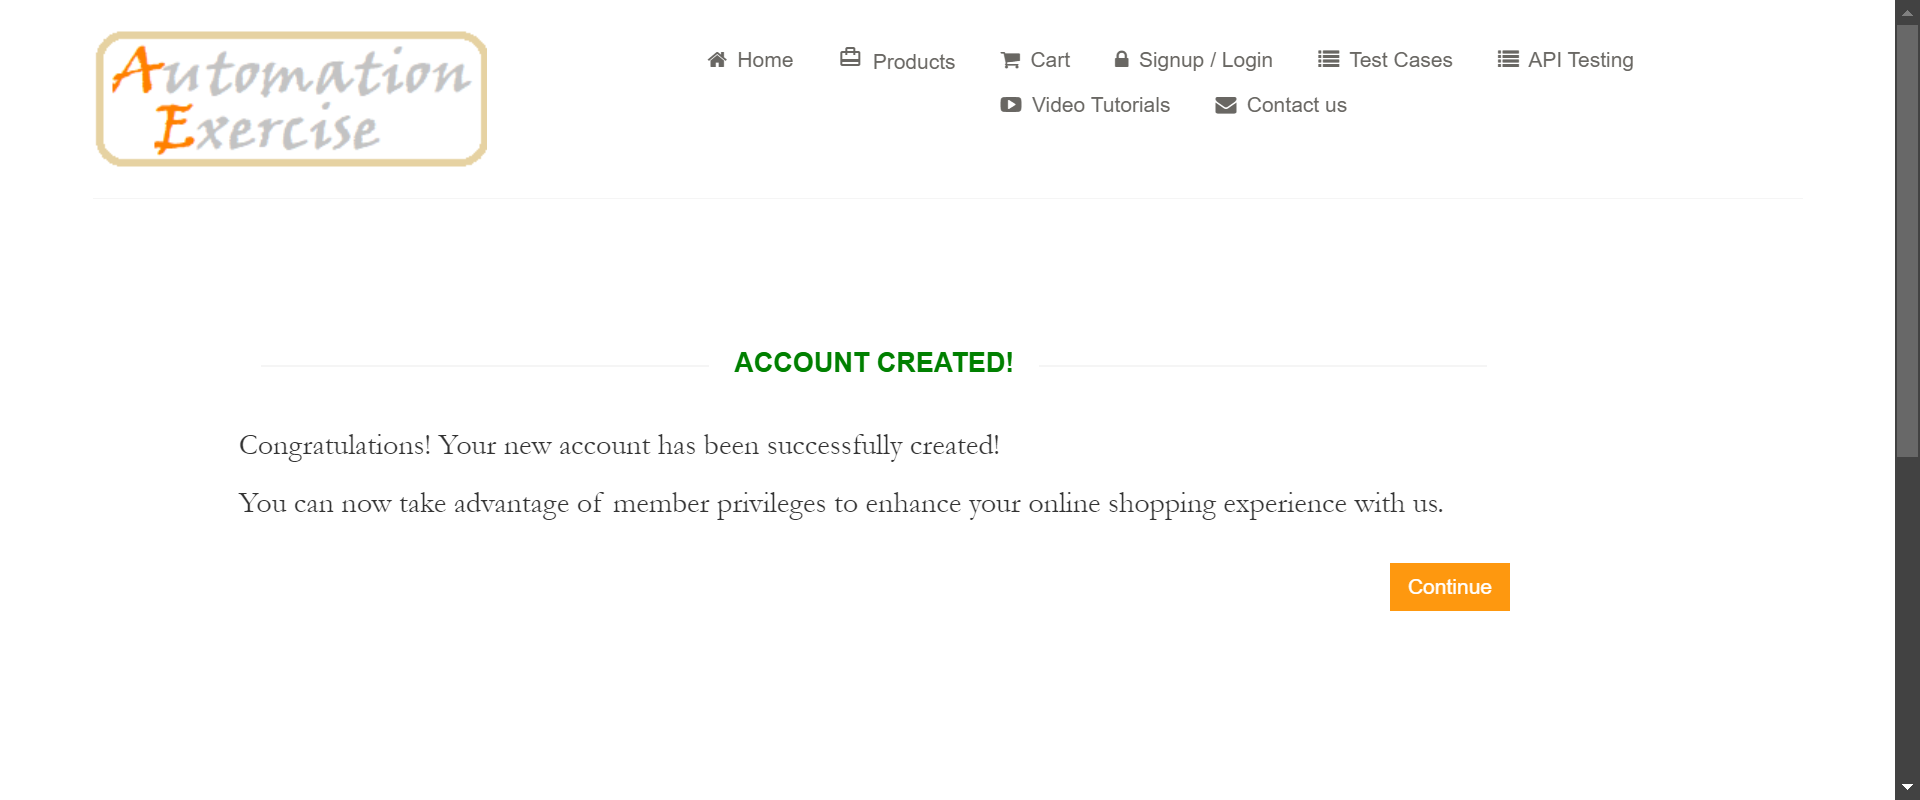 Automation
Exercise
Home Products Cart Signup / Login Test Cases API Testing
Video Tutorials Contact us
ACCOUNT CREATED!
Congratulations! Your new account has been successfully created!
You can now take advantage of member privileges to enhance your online shopping experience with us.
Continue